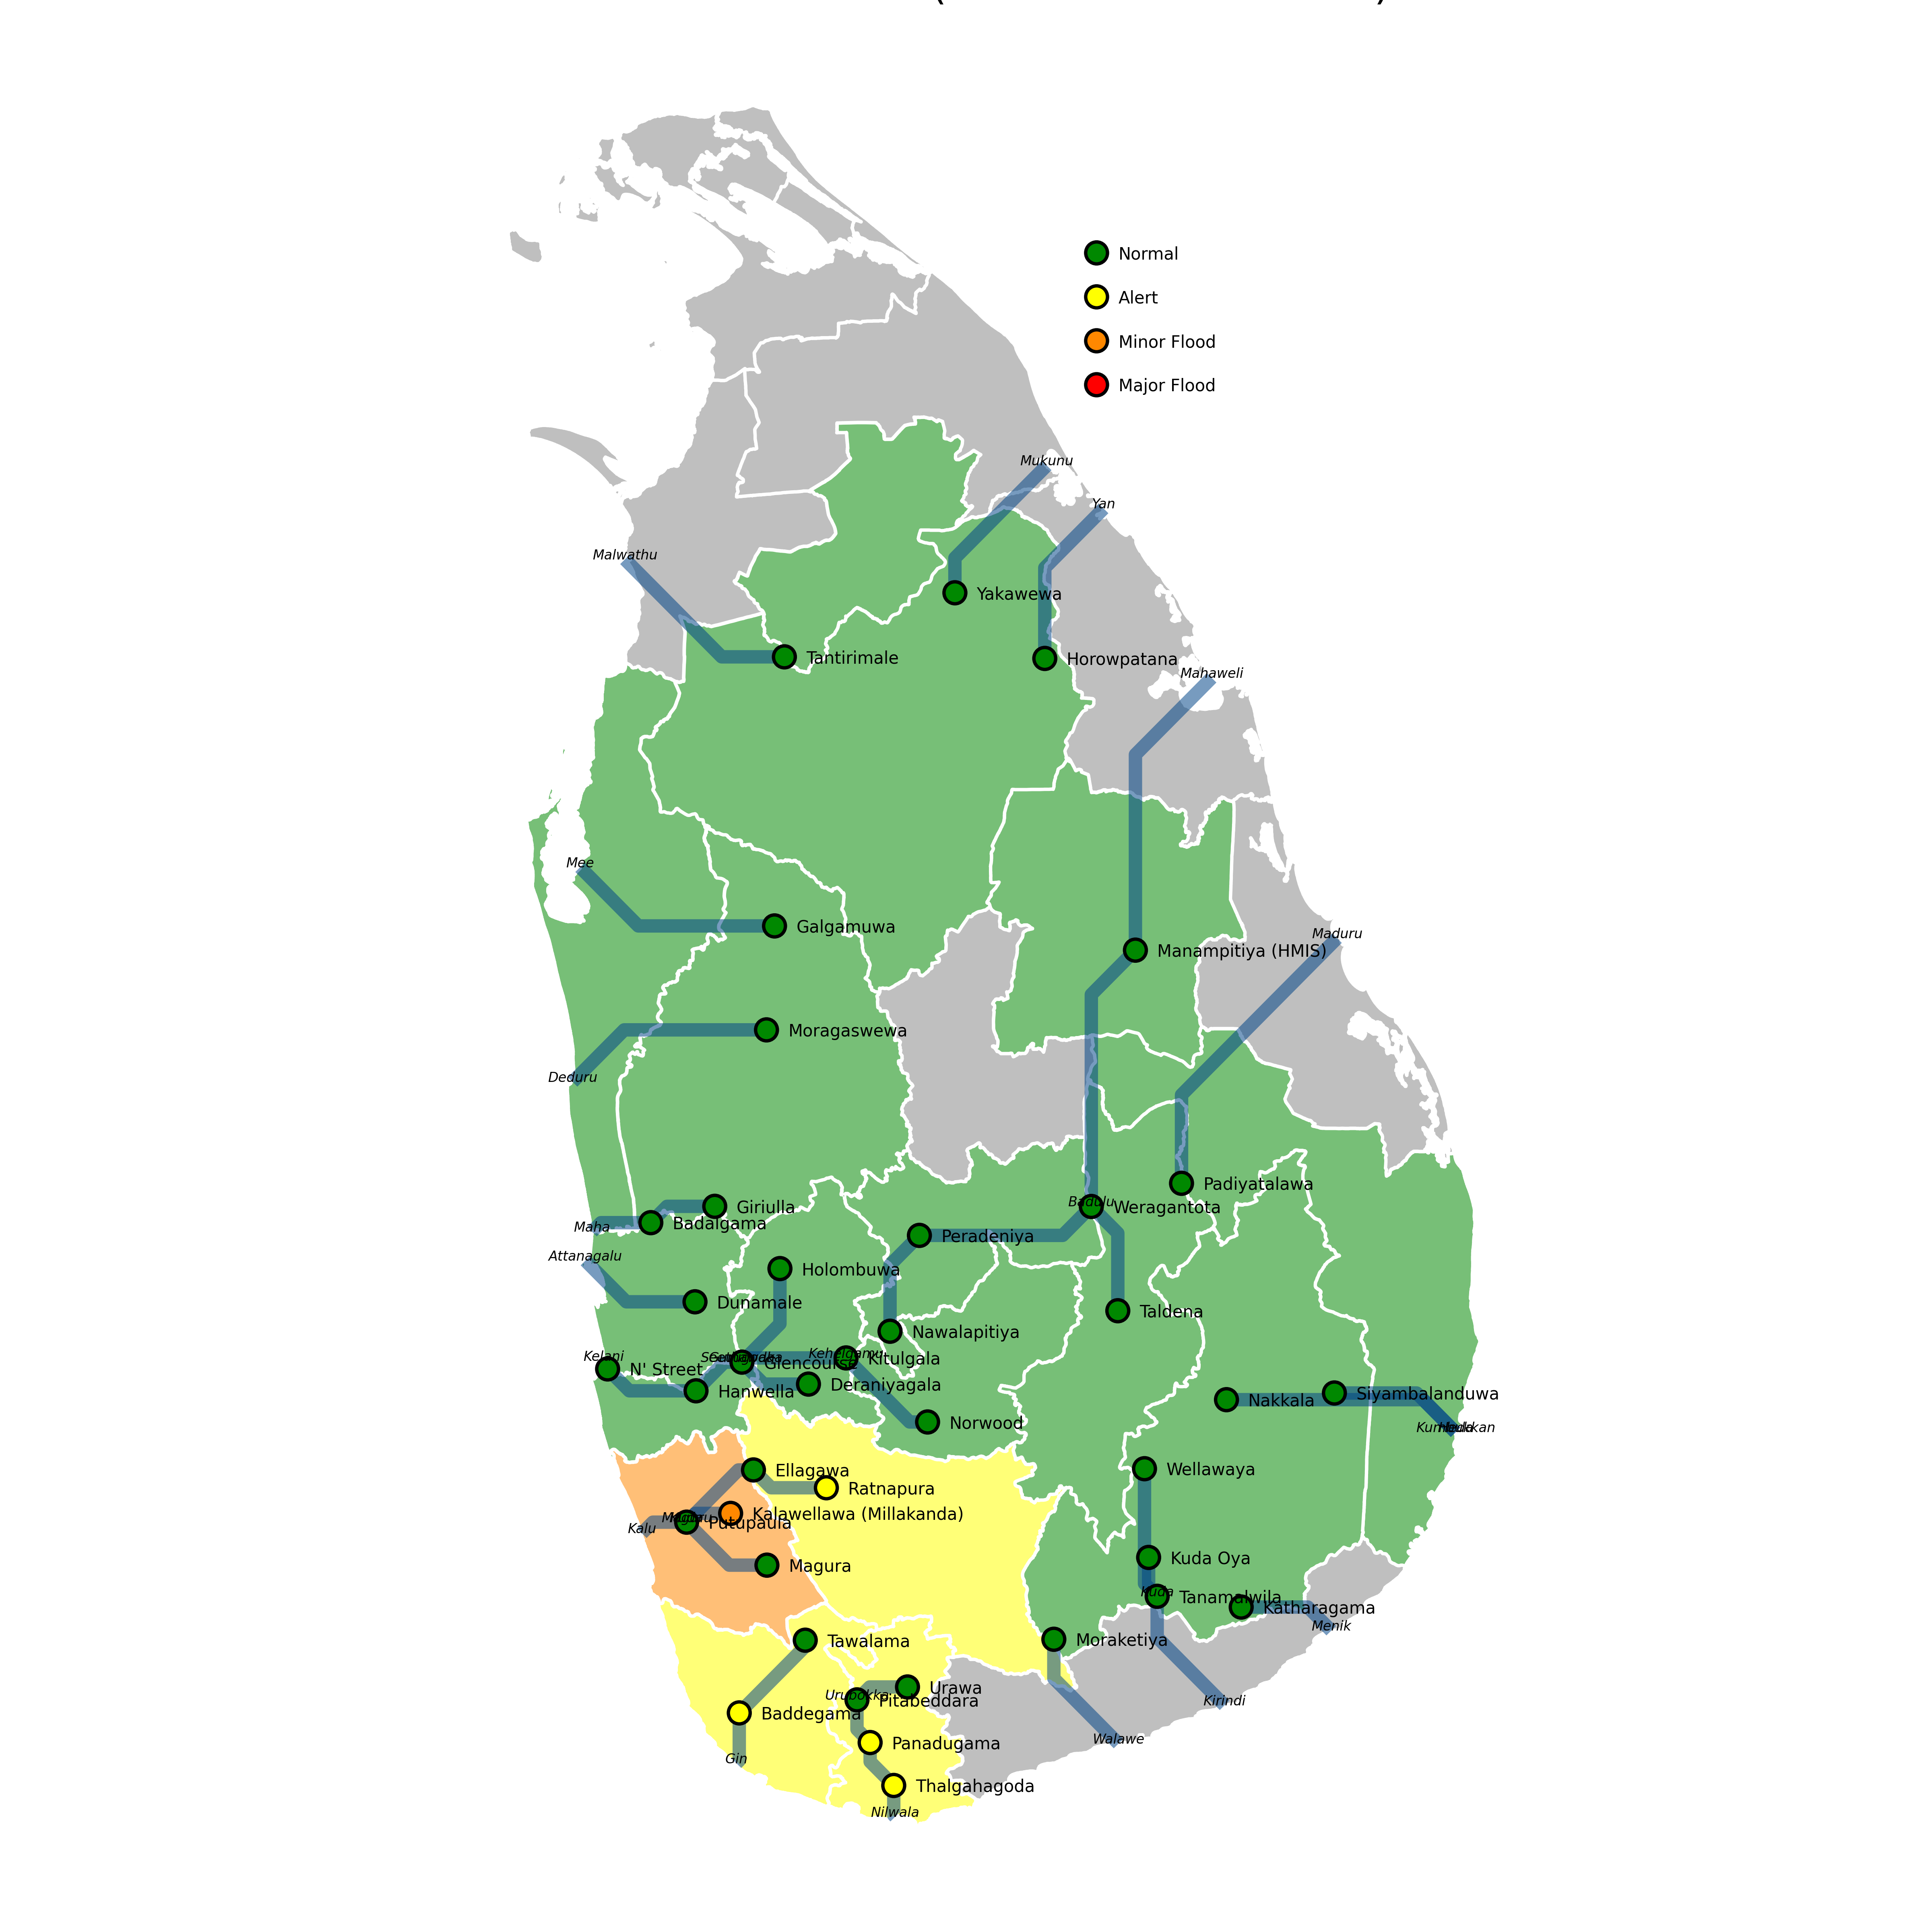 Normal
Alert
Minor Flood
Major Flood
Mukunu
Yan
Malwathu
Yakawewa
Tantirimale
Horowpatana
Mahaweli
Mee
Galgamuwa
Maduru
Manampitiya (HMIS)
Moragaswewa
Deduru
Padiyatalawa
Badulu
Weragantota
Giriulla
Badalgama
Maha
Peradeniya
Attanagalu
Holombuwa
Dunamale
Taldena
Nawalapitiya
Kelani
Kehelgamu
Kitulgala
Glencourse
N' Street
Deraniyagala
Hanwella
Siyambalanduwa
Nakkala
Norwood
Wellawaya
Ellagawa
Ratnapura
Kalawellawa (Millakanda)
Putupaula
Kalu
Kuda Oya
Magura
Kuda
Tanamalwila
Katharagama
Menik
Tawalama
Moraketiya
Urawa
Urubokka
Pitabeddara
Kirindi
Baddegama
Walawe
Panadugama
Gin
Thalgahagoda
Nilwala